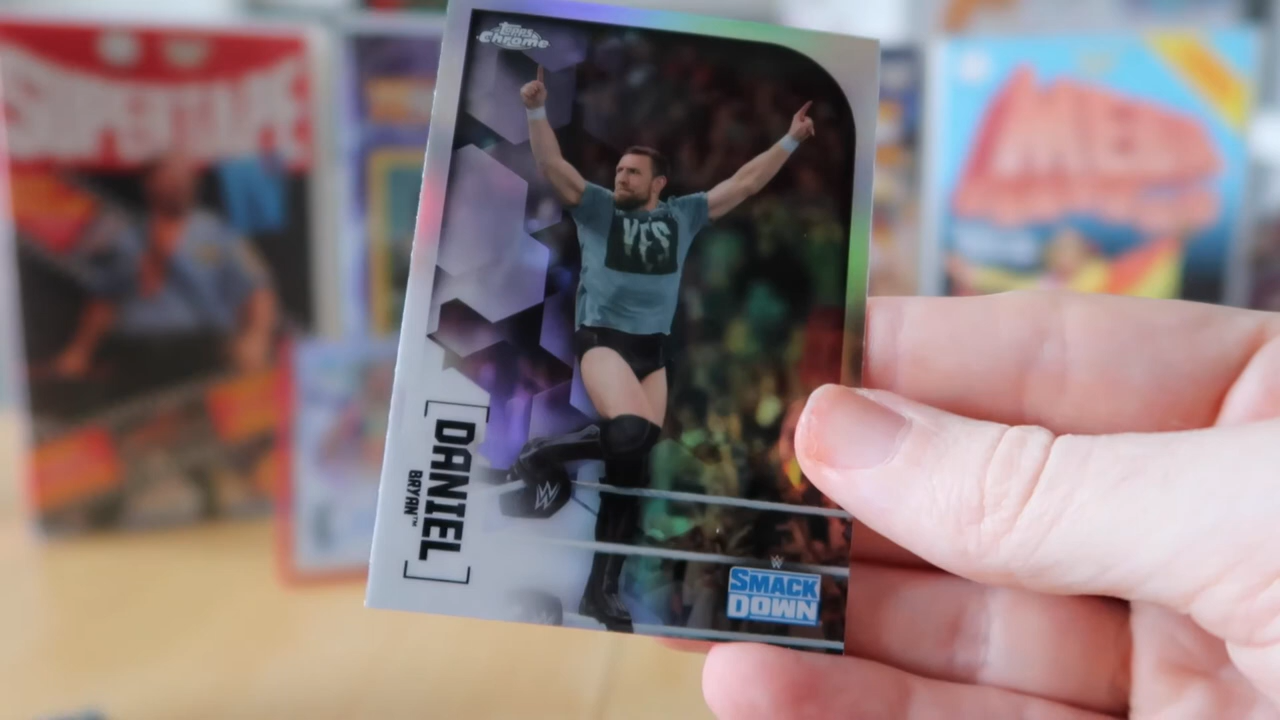 Topps
Chrome
YES
[DANIEL]
BRYAN™
W
SMACK
DOWN